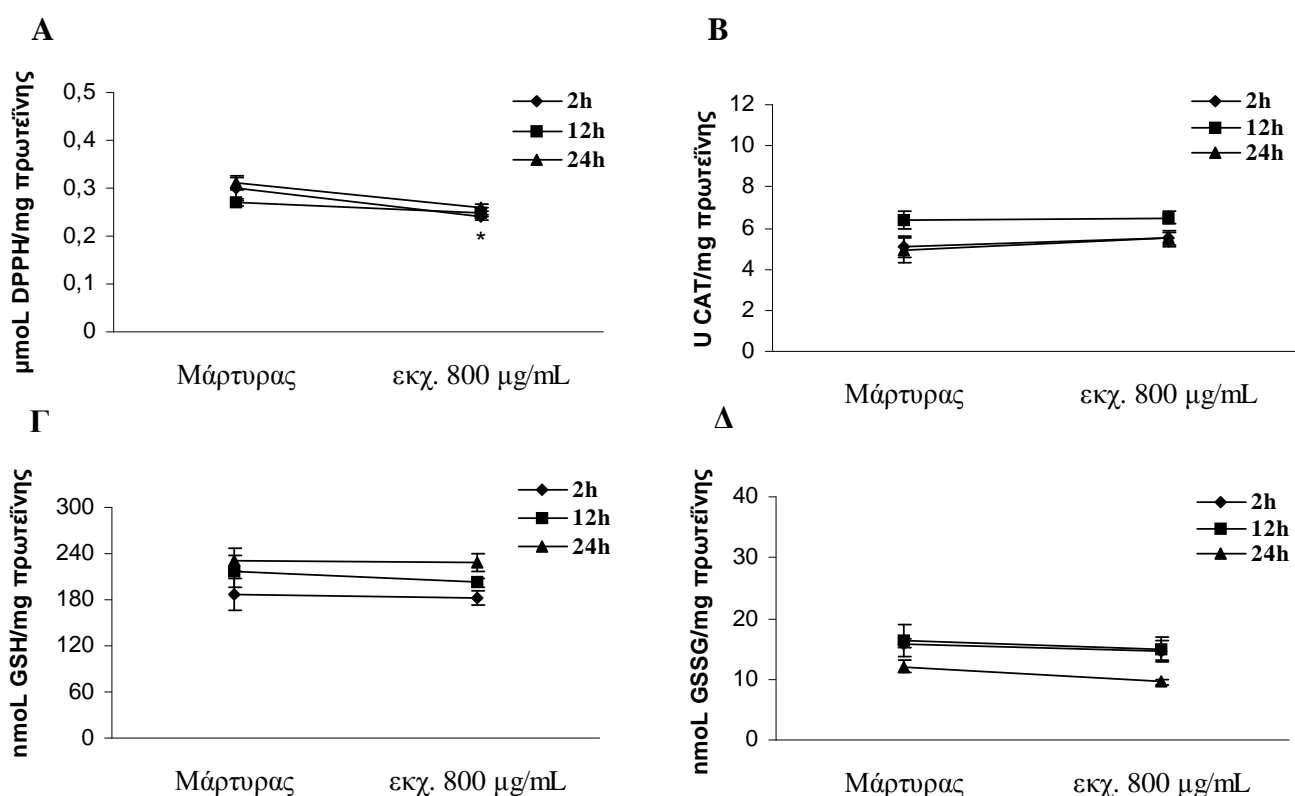 Α
μmoL DPPH/mg πρωτεΐνης
0,5
0,4
0,3
0,2
0,1
0
2h
12h
24h
*
Μάρτυρας
εκχ. 800 μg/mL
Β
U CAT/mg πρωτεΐνης
12
10
8
6
4
2
0
2h
12h
24h
Μάρτυρας
εκχ. 800 μg/mL
Γ
nmoL GSH/mg πρωτεΐνης
300
240
180
120
60
0
2h
12h
24h
Μάρτυρας
εκχ. 800 μg/mL
Δ
nmoL GSSG/mg πρωτεΐνης
40
30
20
10
0
2h
12h
24h
Μάρτυρας
εκχ. 800 μg/mL